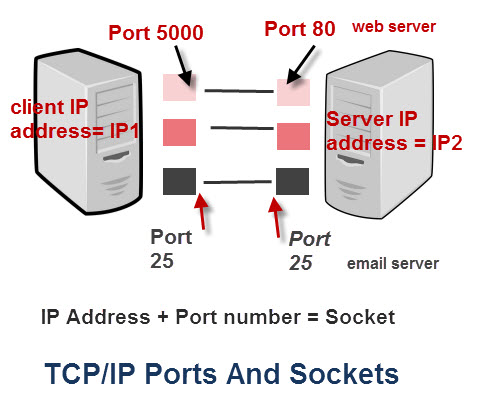 Port 5000
Port 80 web server
client IP
address= IP1
Server IP
address = IP2
Port
25
Port
25
email server
IP Address + Port number = Socket
TCP/IP Ports And Sockets